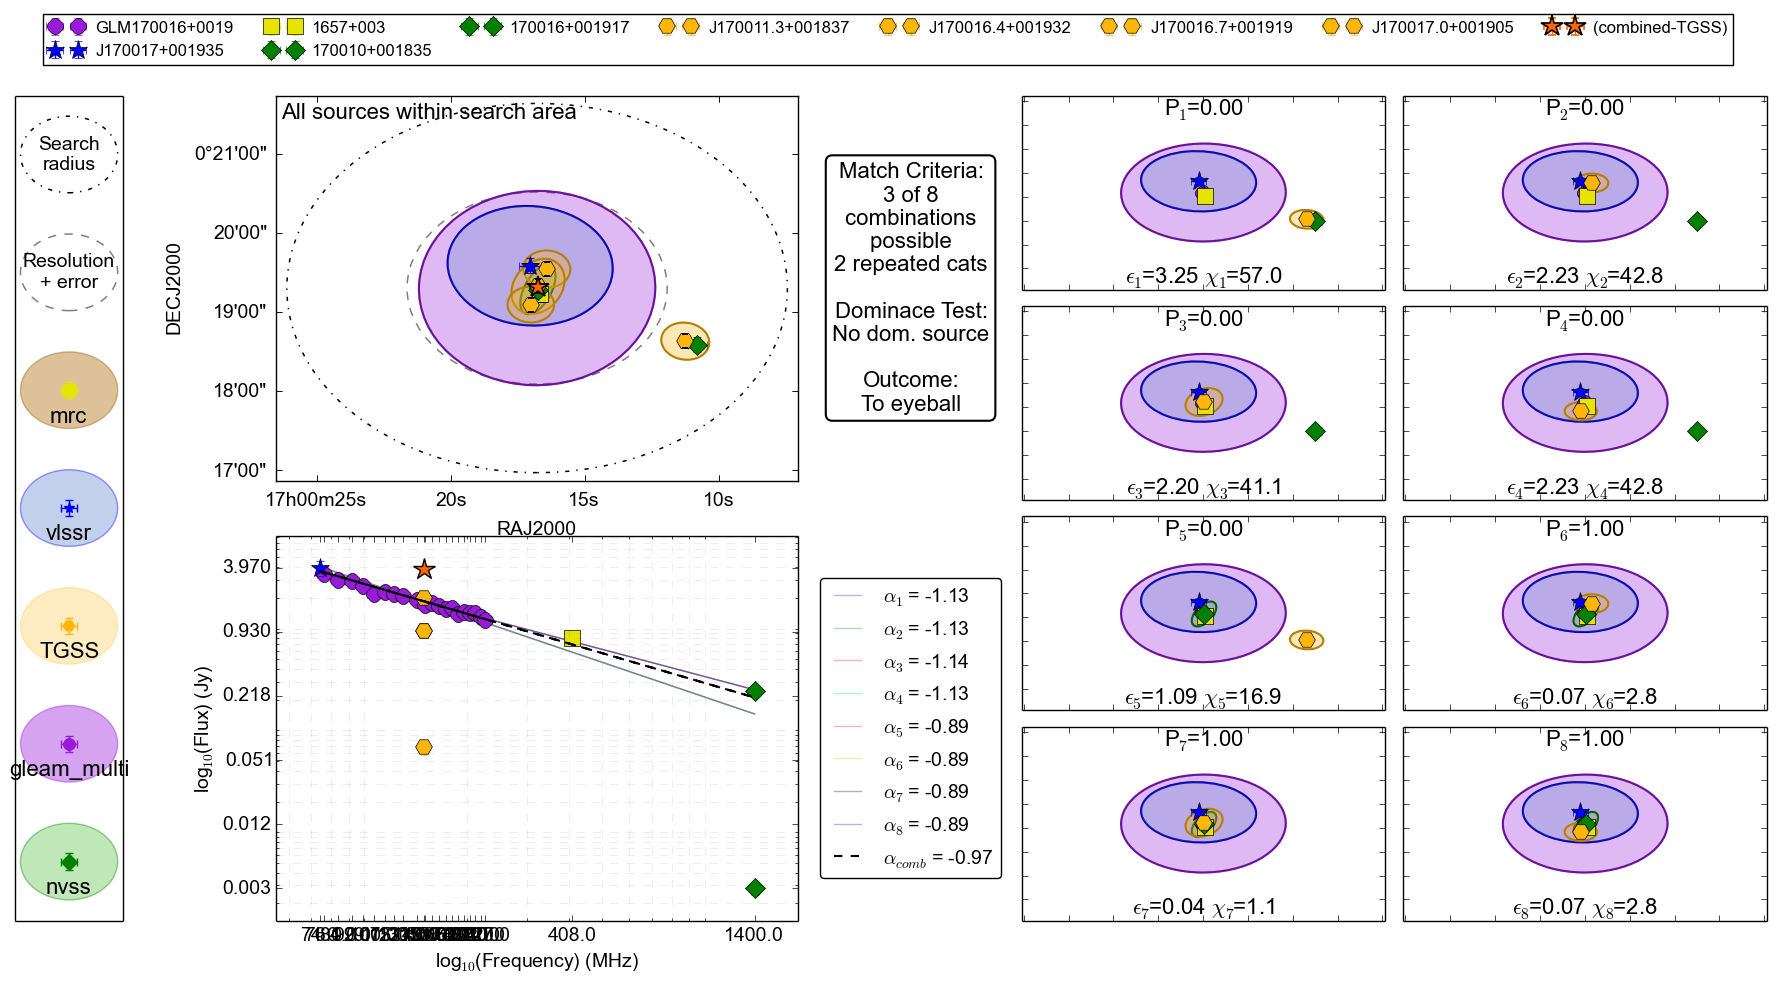 GLM170016+0019 1657+003 170016+001917 J170011.3+001837 J170016.4+001932 J170016.7+001919 J170017.0+001905 (combined-TGSS)
J170017+001935 170010+001835
Search
radius
Resolution
+ error
mrc
vlssr
TGSS
gleam_multi
nvss
All sources within search area
DECJ2000
0°21'00"
20'00"
19'00"
18'00"
17'00"
17h00m25s 20s 15s 10s
RAJ2000
Match Criteria:
3 of 8
combinations
possible
2 repeated cats
Dominace Test:
No dom. source
Outcome:
To eyeball
log10(Flux) (Jy)
3.970
0.930
0.218
0.051
0.012
0.003
408.0 1400.0
log10(Frequency) (MHz)
α1 = -1.13
α2 = -1.13
α3 = -1.14
α4 = -1.13
α5 = -0.89
α6 = -0.89
α7 = -0.89
α8 = -0.89
αcomb = -0.97
P1=0.00
ϵ1=3.25 χ1=57.0
P2=0.00
ϵ2=2.23 χ2=42.8
P3=0.00
ϵ3=2.20 χ3=41.1
P4=0.00
ϵ4=2.23 χ4=42.8
P5=0.00
ϵ5=1.09 χ5=16.9
P6=1.00
ϵ6=0.07 χ6=2.8
P7=1.00
ϵ7=0.04 χ7=1.1
P8=1.00
ϵ8=0.07 χ8=2.8